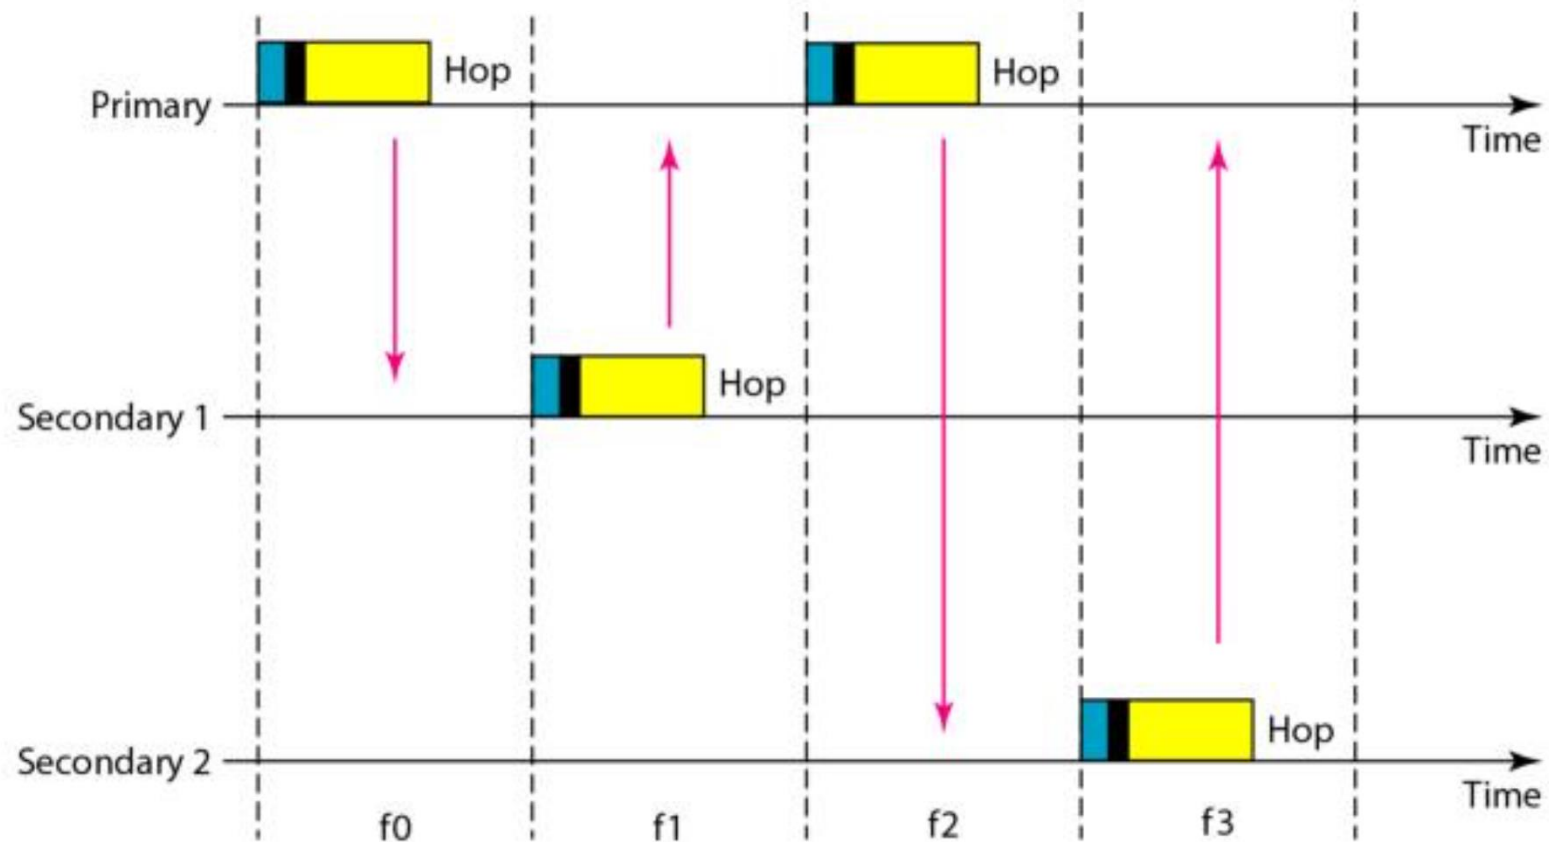 Hop
Hop
Primary
Time
Hop
Secondary 1
Time
Hop
Secondary 2
Time
f0
f1
f2
f3